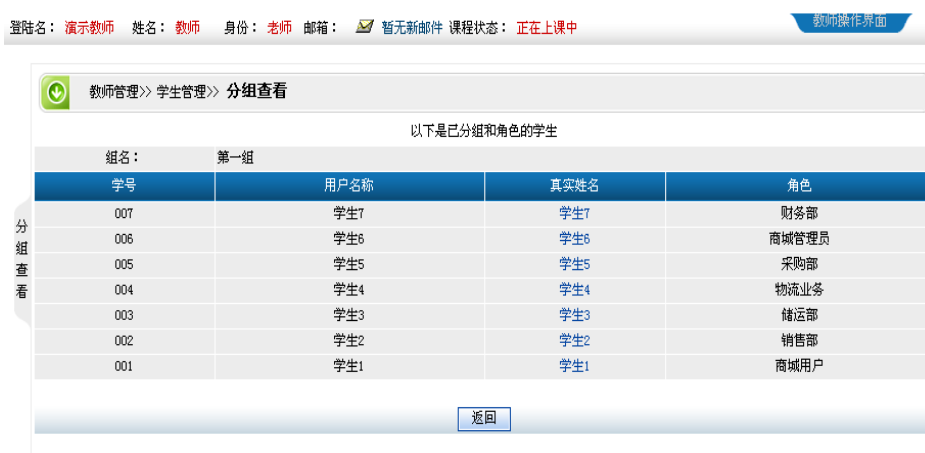 登陆名： 演示教师 姓名： 教师 身份： 老师 邮箱： 暂无新邮件 课程状态： 正在上课中
教师操作界面
教师管理>> 学生管理>> 分组查看
以下是已分组和角色的学生
组名： 第一组
学号 用户名称 真实姓名 角色
007 学生7 学生7 财务部
006 学生6 学生6 商城管理员
005 学生5 学生5 采购部
004 学生4 学生4 物流业务
003 学生3 学生3 储运部
002 学生2 学生2 销售部
001 学生1 学生1 商城用户
分组查看
返回